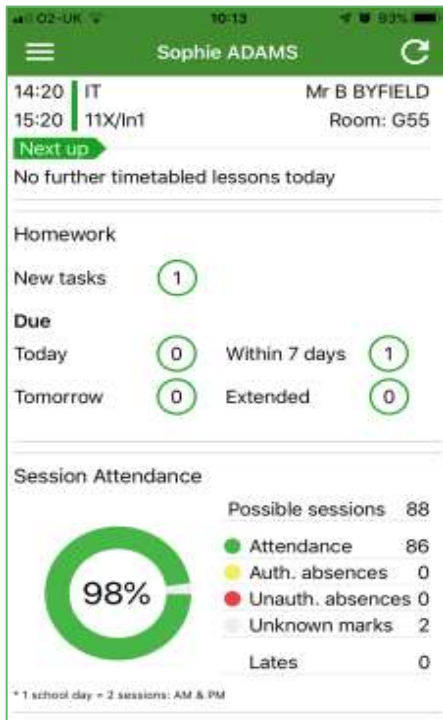 O2-UK 10:13 93%
Sophie ADAMS
14:20 IT Mr B BYFIELD
15:20 11X/In1 Room: G55
Next up
No further timetabled lessons today
Homework
New tasks 1
Due
Today 0 Within 7 days 1
Tomorrow 0 Extended 0
Session Attendance
Possible sessions 88
Attendance 86
Auth. absences 0
98%
Unauth. absences 0
Unknown marks 2
Lates 0
* 1 school day = 2 sessions: AM & PM